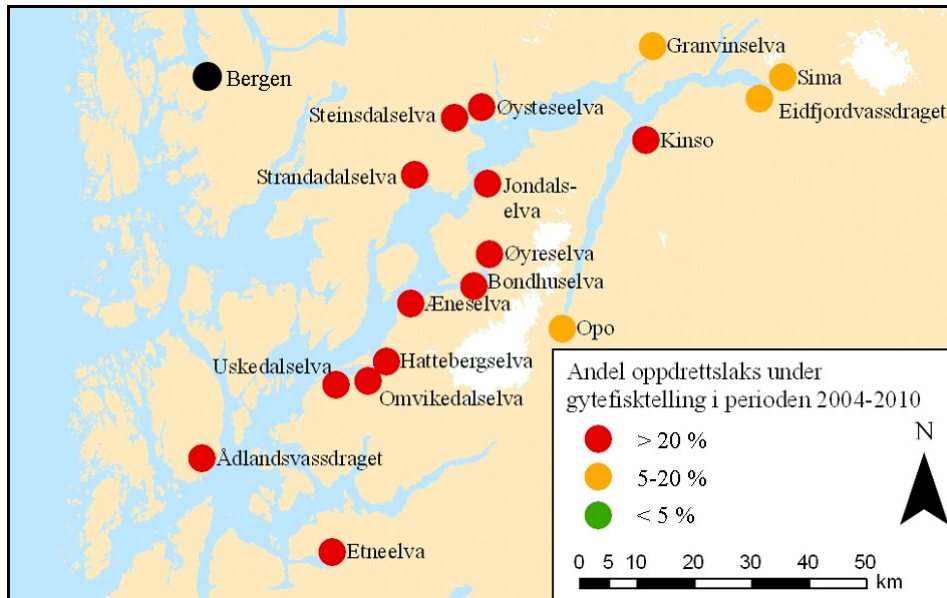 Granvinselva
Bergen
Sima
Øysteseelva
Eidfjordvassdraget
Steinsdalselva
Kinso
Strandadalselva
Jondals-
elva
Øyreselva
Bondhuselva
Æneselva
Opo
Uskedalselva
Hattebergselva
Omvikedalselva
Ådlandsvassdraget
Etneelva
Andel oppdrettslaks under
gytefisktelling i perioden 2004-2010
> 20 %
5-20 %
< 5 %
N
0 5 10 20 30 40 50
km